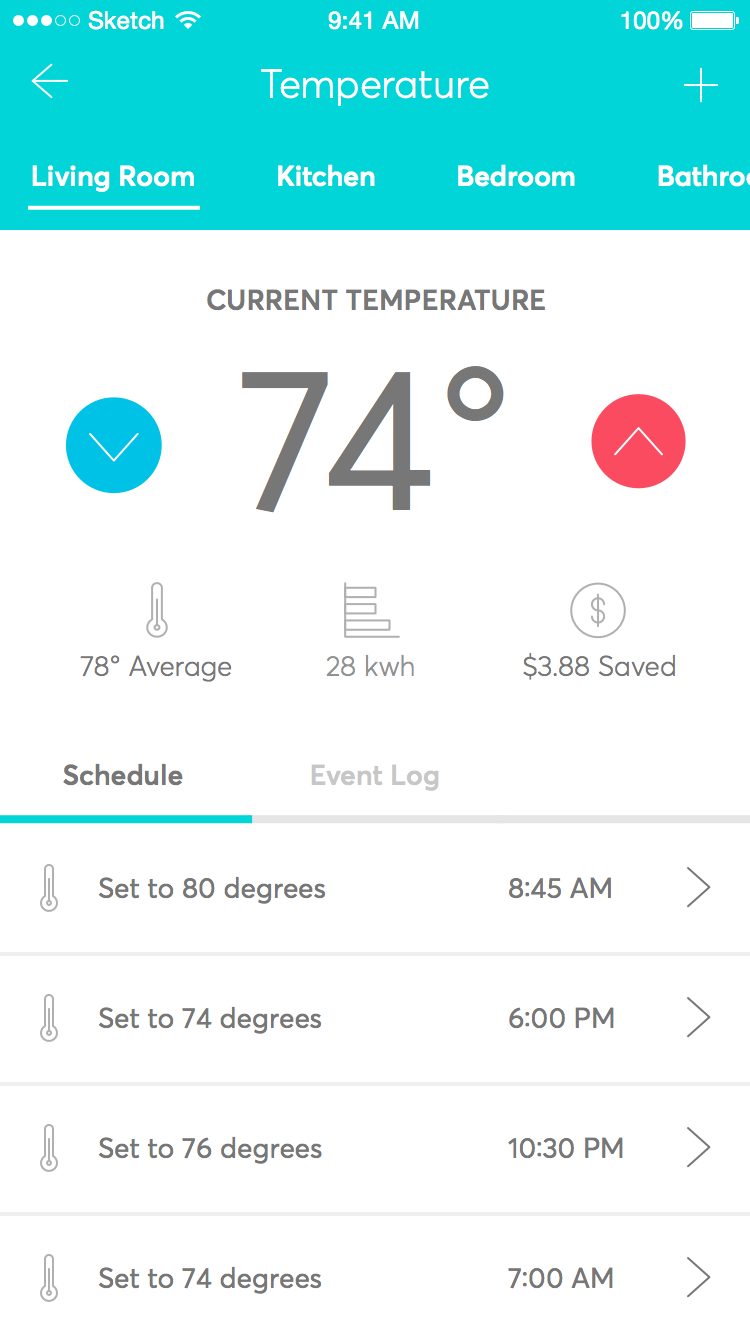 Sketch 9:41 AM 100%
Temperature
Living Room Kitchen Bedroom Bathroo
CURRENT TEMPERATURE
74°
$
78° Average 28 kwh $3.88 Saved
Schedule Event Log
Set to 80 degrees 8:45 AM
Set to 74 degrees 6:00 PM
Set to 76 degrees 10:30 PM
Set to 74 degrees 7:00 AM